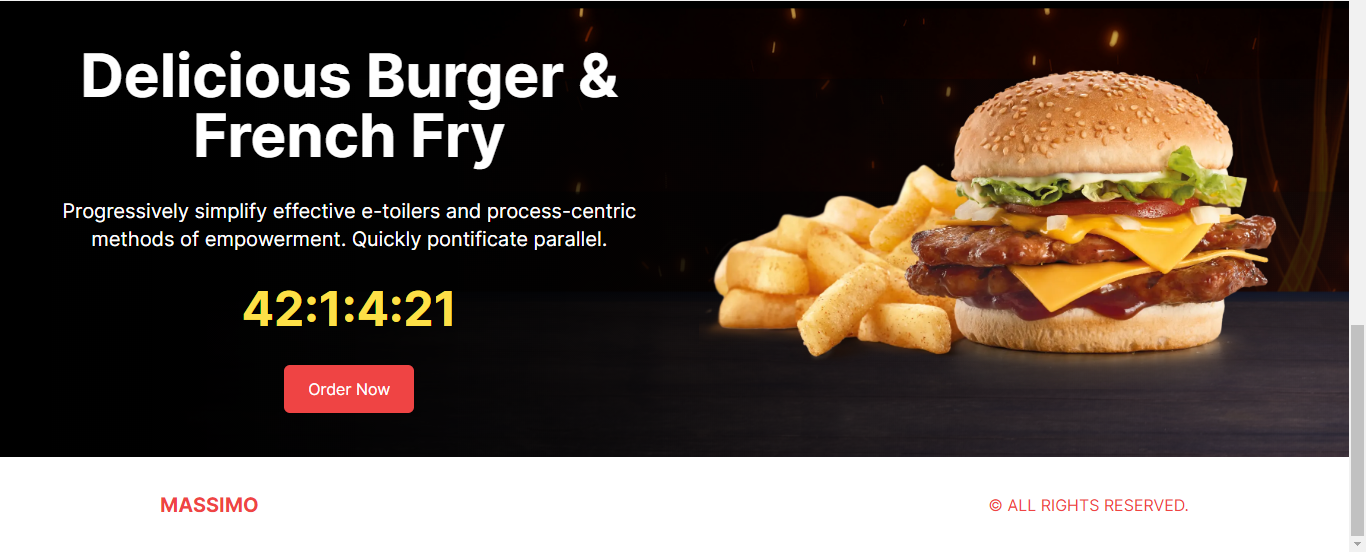 Delicious Burger &
French Fry
Progressively simplify effective e-toilers and process-centric
methods of empowerment. Quickly pontificate parallel.
42:1:4:21
Order Now
MASSIMO
© ALL RIGHTS RESERVED.